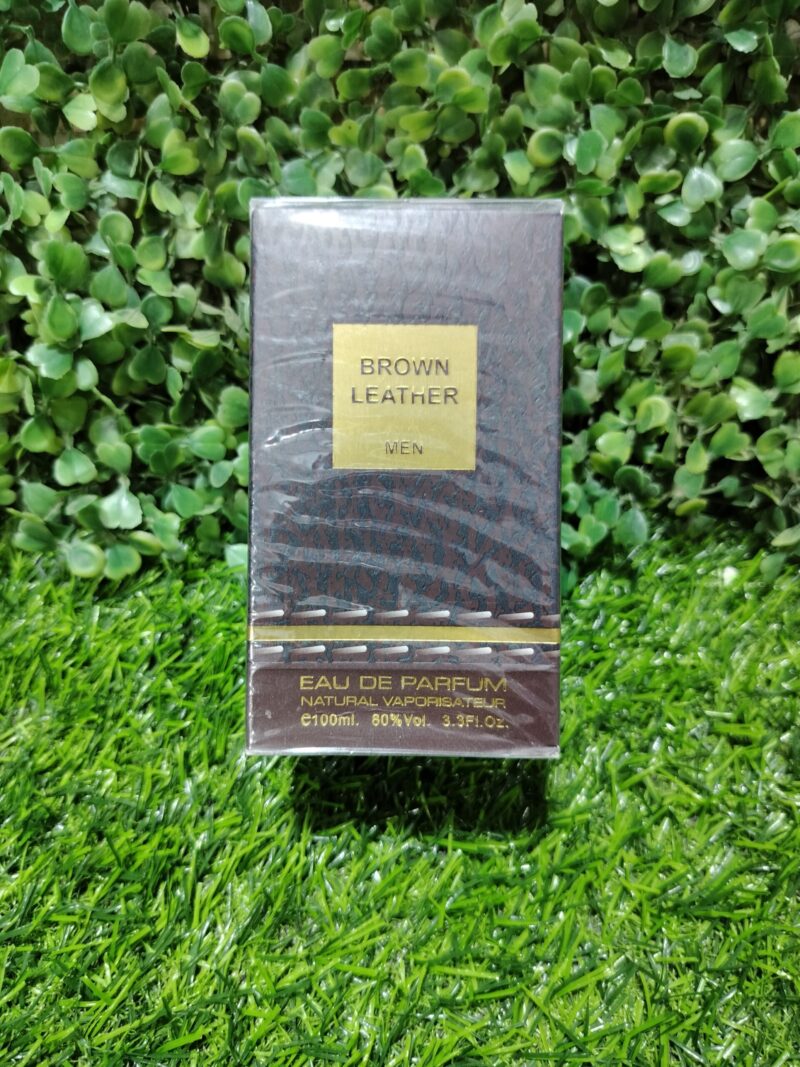 BROWN
LEATHER
MEN
EAU DE PARFUM
NATURAL VAPORISATEUR
℮100ml. 80%Vol. 3.3Fl.Oz.